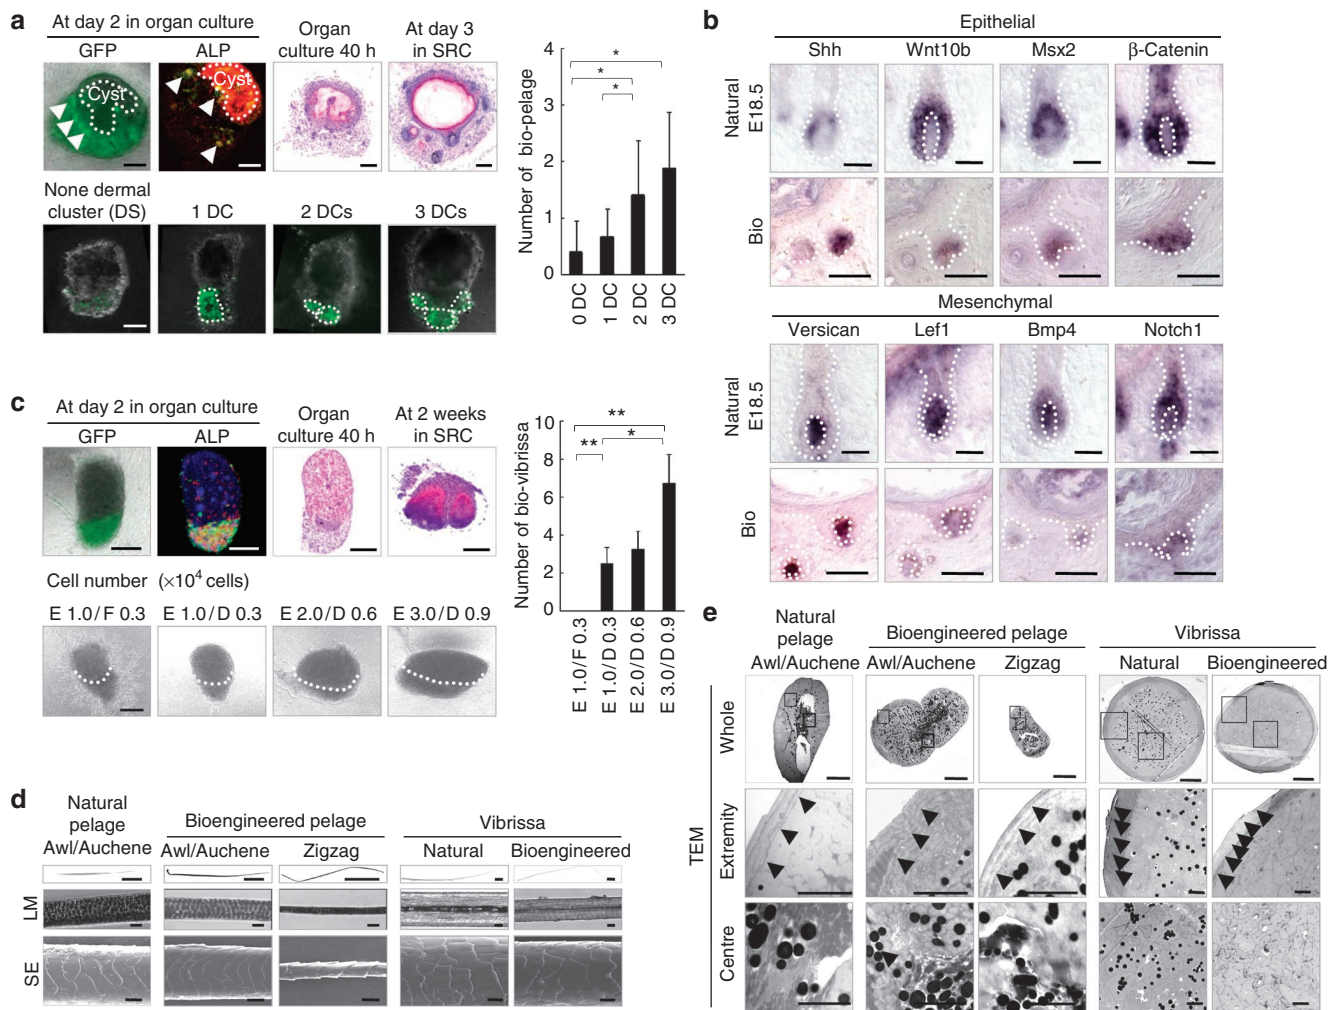 a
At day 2 in organ culture
GFP
ALP
Organ
culture 40 h
At day 3
in SRC
Cyst
Cyst
None dermal
cluster (DS)
1 DC
2 DCs
3 DCs
Number of bio-pelage
4
3
2
1
0
*
*
*
0 DC
1 DC
2 DC
3 DC
b
Epithelial
Shh
Wnt10b
Msx2
β-Catenin
Natural
E18.5
Bio
Mesenchymal
Versican
Lef1
Bmp4
Notch1
Natural
E18.5
Bio
c
At day 2 in organ culture
GFP
ALP
Organ
culture 40 h
At 2 weeks
in SRC
Cell number (×10⁴ cells)
E 1.0/F 0.3
E 1.0/D 0.3
E 2.0/D 0.6
E 3.0/D 0.9
Number of bio-vibrissa
10
8
6
4
2
0
**
**
*
E 1.0/F 0.3
E 1.0/D 0.3
E 2.0/D 0.6
E 3.0/D 0.9
d
Natural
pelage
Awl/Auchene
Bioengineered pelage
Awl/Auchene
Zigzag
Vibrissa
Natural
Bioengineered
LM
SE
e
Natural
pelage
Awl/Auchene
Bioengineered pelage
Awl/Auchene
Zigzag
Vibrissa
Natural
Bioengineered
TEM
Whole
Extremity
Centre